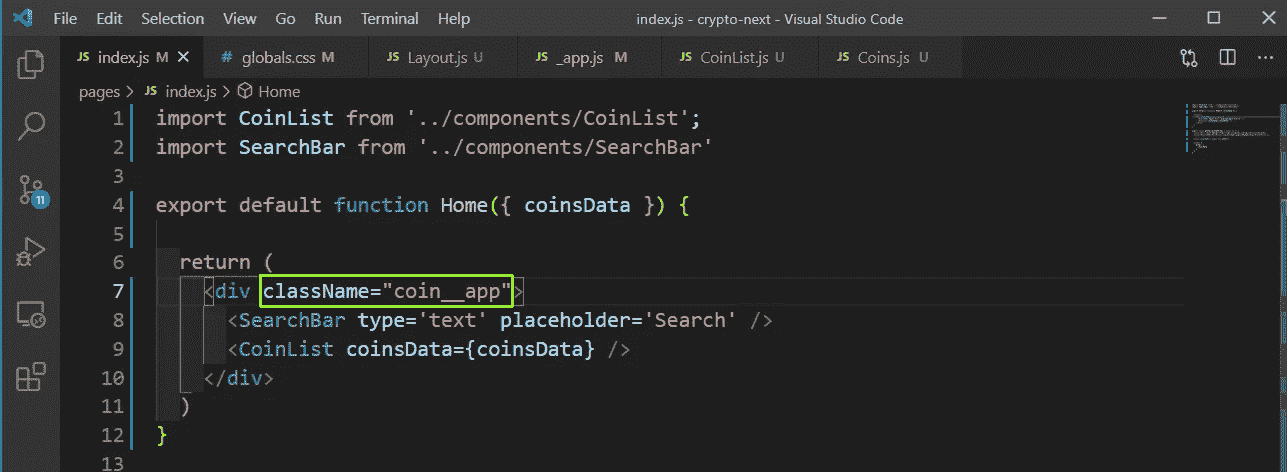 File Edit Selection View Go Run Terminal Help index.js - crypto-next - Visual Studio Code
JS index.js M # globals.css M JS Layout.js U JS _app.js M JS CoinList.js U JS Coins.js U
pages > JS index.js > Home
1 import CoinList from '../components/CoinList';
2 import SearchBar from '../components/SearchBar'
3
4 export default function Home({ coinsData }) {
5
6 return (
7 <div className="coin__app">
8 <SearchBar type='text' placeholder='Search' />
9 <CoinList coinsData={coinsData} />
10 </div>
11 )
12 }
13
11